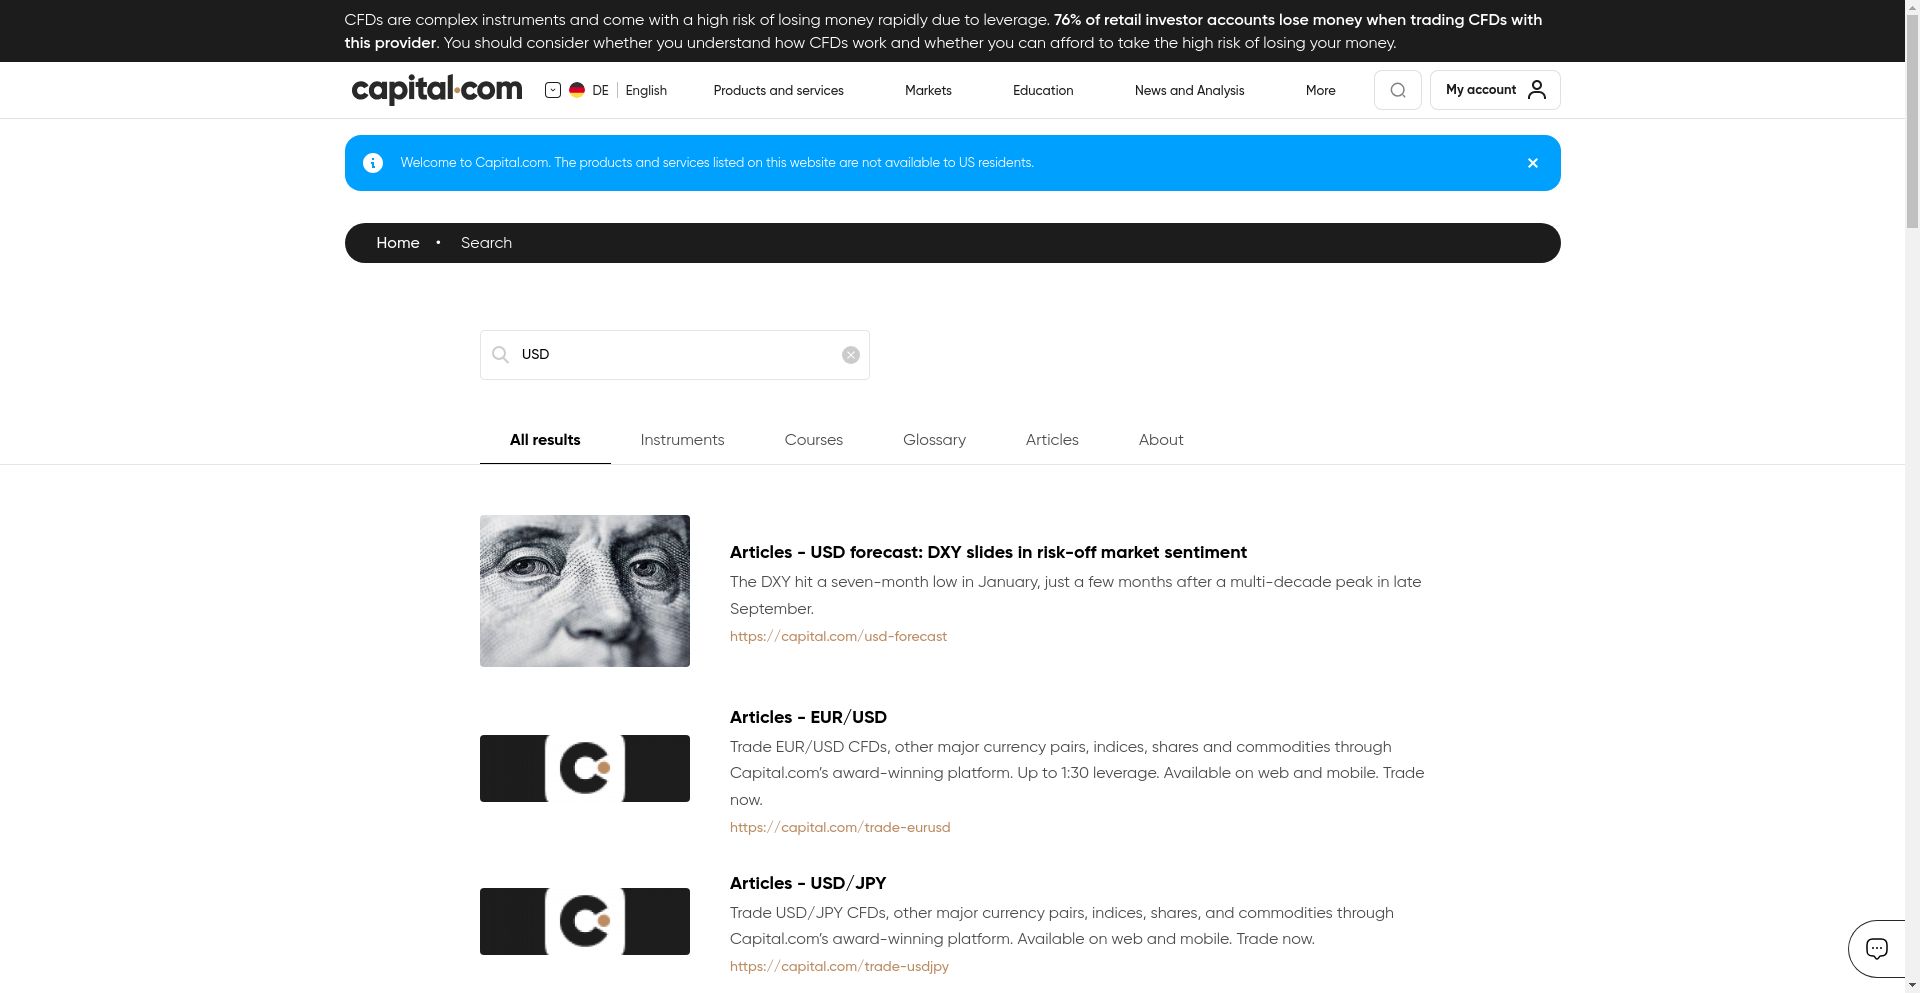 CFDs are complex instruments and come with a high risk of losing money rapidly due to leverage. 76% of retail investor accounts lose money when trading CFDs with
this provider. You should consider whether you understand how CFDs work and whether you can afford to take the high risk of losing your money.
capital.com DE English Products and services Markets Education News and Analysis More My account
Welcome to Capital.com. The products and services listed on this website are not available to US residents.
Home • Search
USD
All results Instruments Courses Glossary Articles About
Articles - USD forecast: DXY slides in risk-off market sentiment
The DXY hit a seven-month low in January, just a few months after a multi-decade peak in late
September.
https://capital.com/usd-forecast
Articles - EUR/USD
Trade EUR/USD CFDs, other major currency pairs, indices, shares and commodities through
Capital.com’s award-winning platform. Up to 1:30 leverage. Available on web and mobile. Trade
now.
https://capital.com/trade-eurusd
Articles - USD/JPY
Trade USD/JPY CFDs, other major currency pairs, indices, shares, and commodities through
Capital.com’s award-winning platform. Available on web and mobile. Trade now.
https://capital.com/trade-usdjpy